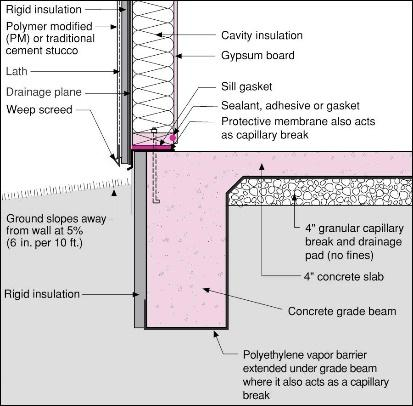 Rigid insulation
Polymer modified
(PM) or traditional
cement stucco
Lath
Drainage plane
Weep screed
Cavity insulation
Gypsum board
Sill gasket
Sealant, adhesive or gasket
Protective membrane also acts
as capillary break
Ground slopes away
from wall at 5%
(6 in. per 10 ft.)
4" granular capillary
break and drainage
pad (no fines)
4" concrete slab
Rigid insulation
Concrete grade beam
Polyethylene vapor barrier
extended under grade beam
where it also acts as a capillary
break